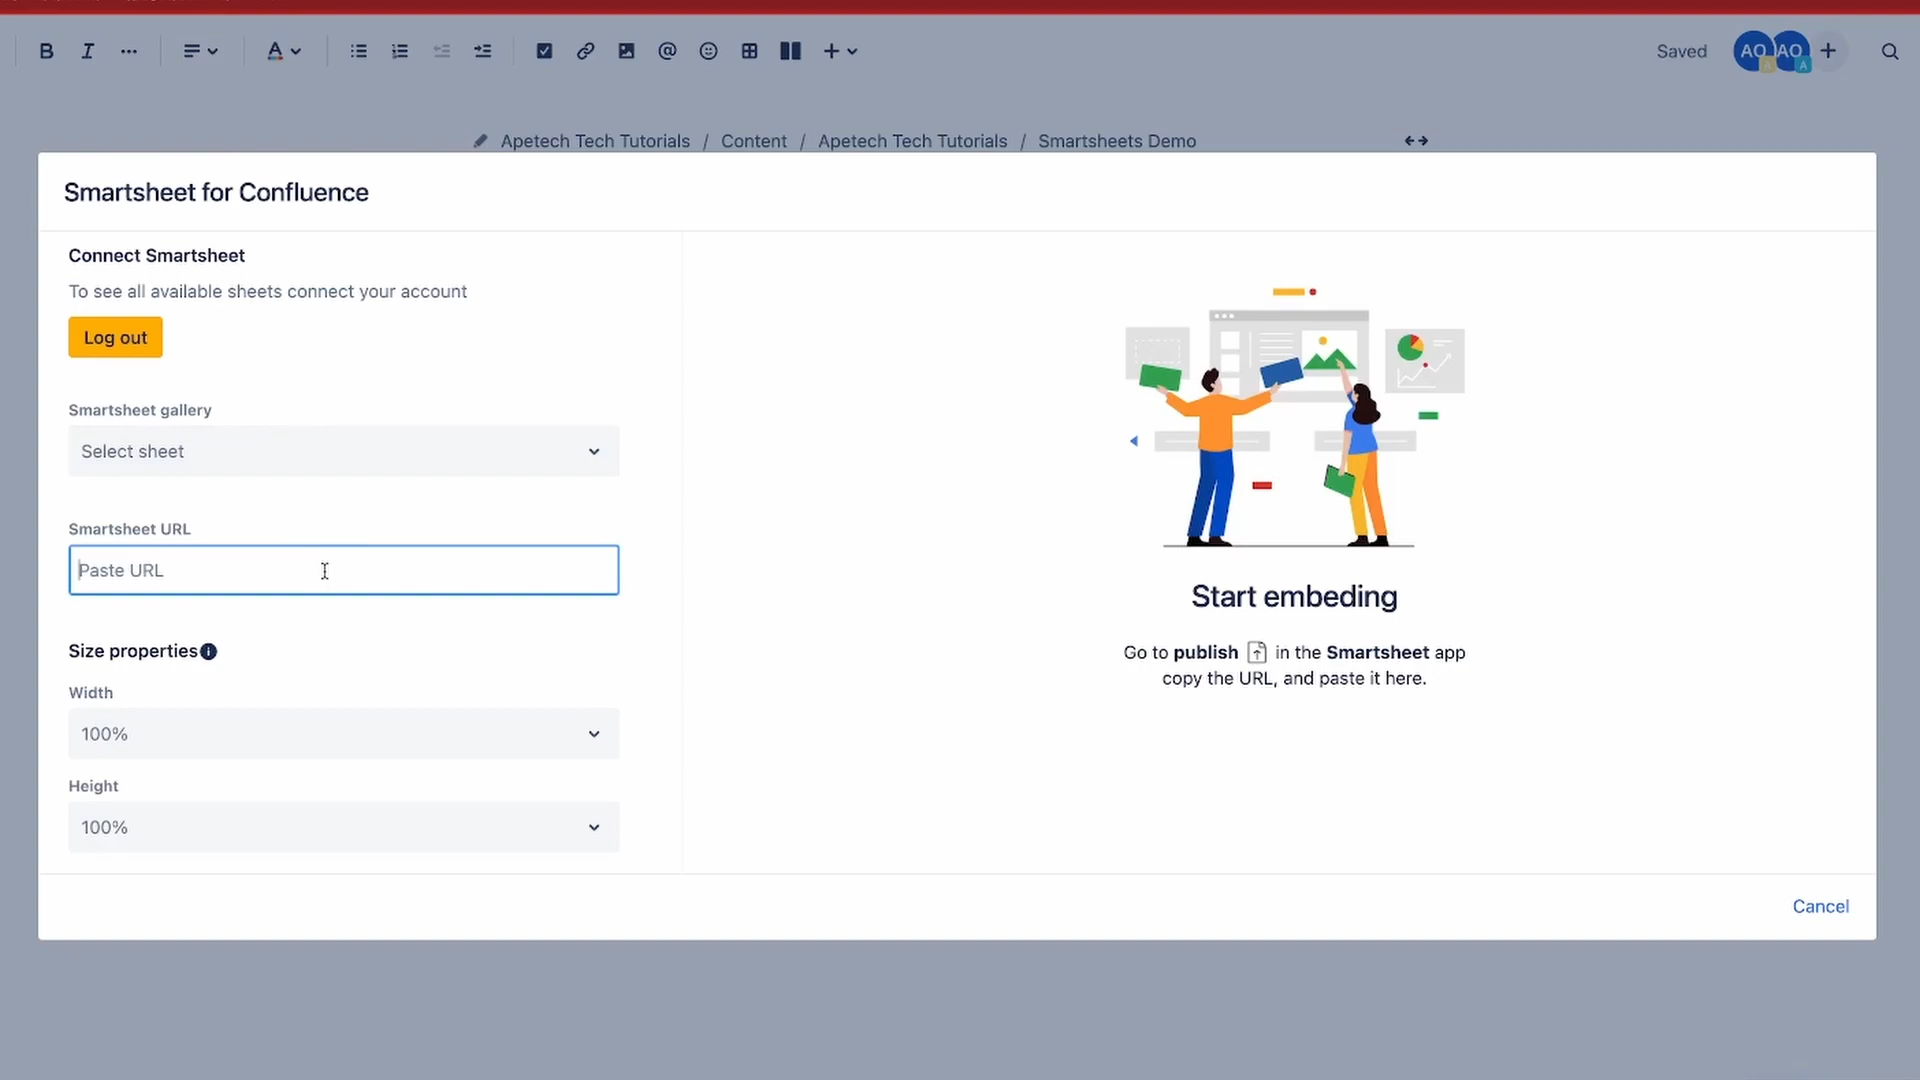 B I A @ Saved AO AO
A A
Apetech Tech Tutorials / Content / Apetech Tech Tutorials / Smartsheets Demo
Smartsheet for Confluence
Connect Smartsheet
To see all available sheets connect your account
Log out
Smartsheet gallery
Select sheet
Smartsheet URL
Paste URL
Size properties
Width
100%
Height
100%
Start embeding
Go to publish in the Smartsheet app
copy the URL, and paste it here.
Cancel